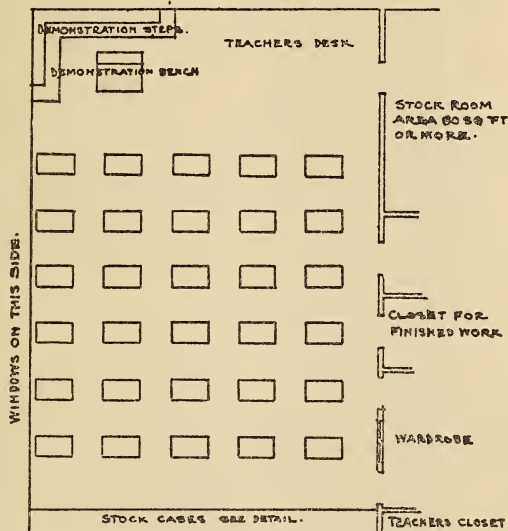 DEMONSTRATION STEPS.
TEACHERS DESK
DEMONSTRATION BENCH
STOCK ROOM
AREA 60 SQ FT
OR MORE.
WINDOWS ON THIS SIDE.
CLOSET FOR
FINISHED WORK
WARDROBE
STOCK CASES SEE DETAIL.
TEACHERS CLOSET